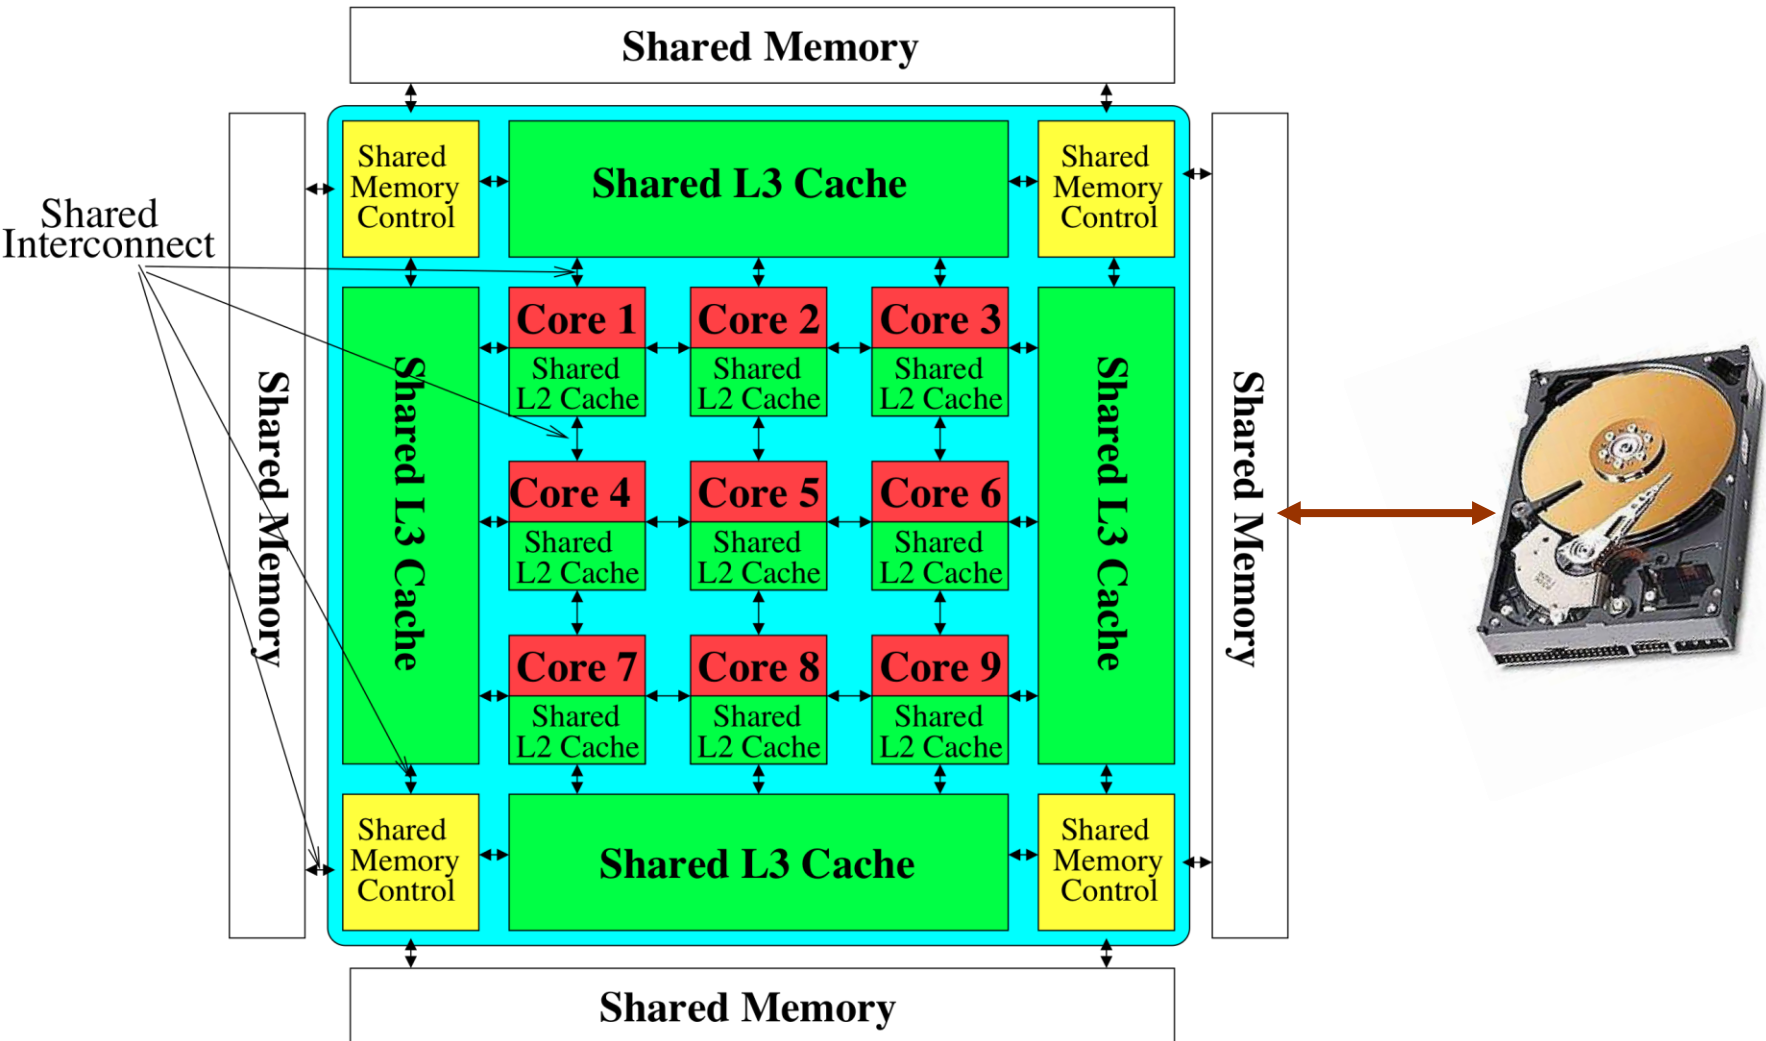 Shared Memory
Shared
Memory
Control
Shared L3 Cache
Shared
Memory
Control
Shared
Interconnect
Shared Memory
Shared L3 Cache
Core 1
Shared
L2 Cache
Core 2
Shared
L2 Cache
Core 3
Shared
L2 Cache
Core 4
Shared
L2 Cache
Core 5
Shared
L2 Cache
Core 6
Shared
L2 Cache
Core 7
Shared
L2 Cache
Core 8
Shared
L2 Cache
Core 9
Shared
L2 Cache
Shared L3 Cache
Shared Memory
Shared
Memory
Control
Shared L3 Cache
Shared
Memory
Control
Shared Memory